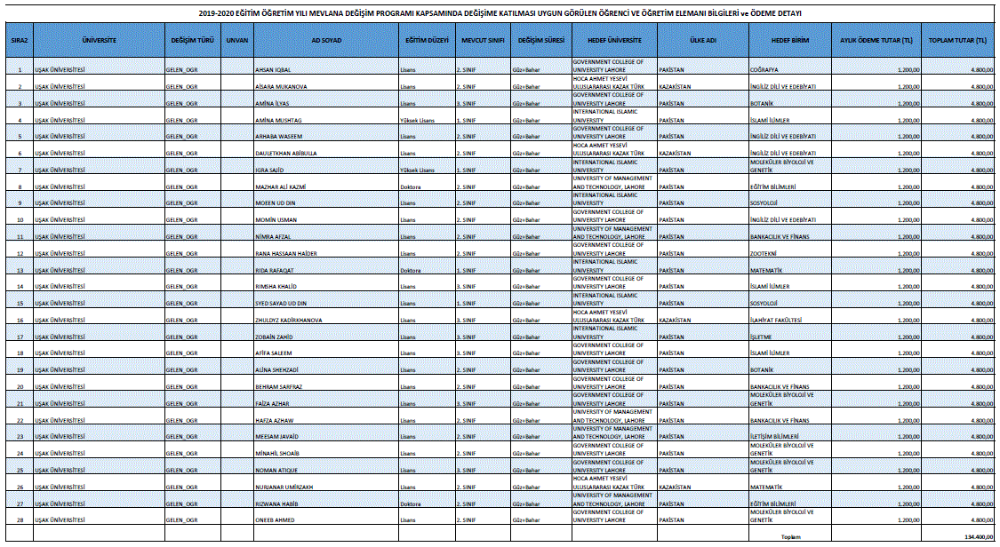 2019-2020 EĞİTİM ÖĞRETİM YILI MEVLANA DEĞİŞİM PROGRAMI KAPSAMINDA DEĞİŞİME KATILMASI UYGUN GÖRÜLEN ÖĞRENCİ VE ÖĞRETİM ELEMANI BİLGİLERİ ve ÖDEME DETAYI
SIRA2 ÜNİVERSİTE DEĞİŞİM TÜRÜ UNVAN AD SOYAD EĞİTİM DÜZEYİ MEVCUT SINIFI DEĞİŞİM SÜRESİ HEDEF ÜNİVERSİTE ÜLKE ADI HEDEF BİRİM AYLIK ÖDEME TUTAR (TL) TOPLAM TUTAR (TL)
1 UŞAK ÜNİVERSİTESİ GELEN_OGR AHSAN IQBAL Lisans 2. SINIF Güz+Bahar GOVERNMENT COLLEGE OF UNIVERSITY LAHORE PAKİSTAN COĞRAFYA 1.200,00 4.800,00
2 UŞAK ÜNİVERSİTESİ GELEN_OGR AİSARA MUKANOVA Lisans 2. SINIF Güz+Bahar HOCA AHMET YESEVİ ULUSLARARASI KAZAK TÜRK KAZAKİSTAN İNGİLİZ DİLİ VE EDEBİYATI 1.200,00 4.800,00
3 UŞAK ÜNİVERSİTESİ GELEN_OGR AMİNA İLYAS Lisans 3. SINIF Güz+Bahar GOVERNMENT COLLEGE OF UNIVERSITY LAHORE PAKİSTAN BOTANİK 1.200,00 4.800,00
4 UŞAK ÜNİVERSİTESİ GELEN_OGR AMİNA MUSHTAG Yüksek Lisans 1. SINIF Güz+Bahar INTERNATIONAL ISLAMIC UNIVERSITY PAKİSTAN İSLAMİ İLİMLER 1.200,00 4.800,00
5 UŞAK ÜNİVERSİTESİ GELEN_OGR ARHABA WASEEM Lisans 2. SINIF Güz+Bahar GOVERNMENT COLLEGE OF UNIVERSITY LAHORE PAKİSTAN İNGİLİZ DİLİ VE EDEBİYATI 1.200,00 4.800,00
6 UŞAK ÜNİVERSİTESİ GELEN_OGR DAULETKHAN ABİBULLA Lisans 2. SINIF Güz+Bahar HOCA AHMET YESEVİ ULUSLARARASI KAZAK TÜRK KAZAKİSTAN İNGİLİZ DİLİ VE EDEBİYATI 1.200,00 4.800,00
7 UŞAK ÜNİVERSİTESİ GELEN_OGR IGRA SAJİD Yüksek Lisans 1. SINIF Güz+Bahar INTERNATIONAL ISLAMIC UNIVERSITY PAKİSTAN MOLEKÜLER BİYOLOJİ VE GENETİK 1.200,00 4.800,00
8 UŞAK ÜNİVERSİTESİ GELEN_OGR MAZHAR ALİ KAZMİ Doktora 2. SINIF Güz+Bahar UNIVERSITY OF MANAGEMENT AND TECHNOLOGY, LAHORE PAKİSTAN EĞİTİM BİLİMLERİ 1.200,00 4.800,00
9 UŞAK ÜNİVERSİTESİ GELEN_OGR MOEEN UD DIN Lisans 2. SINIF Güz+Bahar INTERNATIONAL ISLAMIC UNIVERSITY PAKİSTAN SOSYOLOJİ 1.200,00 4.800,00
10 UŞAK ÜNİVERSİTESİ GELEN_OGR MOMİN USMAN Lisans 2. SINIF Güz+Bahar GOVERNMENT COLLEGE OF UNIVERSITY LAHORE PAKİSTAN İNGİLİZ DİLİ VE EDEBİYATI 1.200,00 4.800,00
11 UŞAK ÜNİVERSİTESİ GELEN_OGR NİMRA AFZAL Lisans 2. SINIF Güz+Bahar UNIVERSITY OF MANAGEMENT AND TECHNOLOGY, LAHORE PAKİSTAN BANKACILIK VE FİNANS 1.200,00 4.800,00
12 UŞAK ÜNİVERSİTESİ GELEN_OGR RANA HASSAAN HAİDER Lisans 2. SINIF Güz+Bahar GOVERNMENT COLLEGE OF UNIVERSITY LAHORE PAKİSTAN ZOOTEKNİ 1.200,00 4.800,00
13 UŞAK ÜNİVERSİTESİ GELEN_OGR RIDA RAFAQAT Doktora 1. SINIF Güz+Bahar INTERNATIONAL ISLAMIC UNIVERSITY PAKİSTAN MATEMATİK 1.200,00 4.800,00
14 UŞAK ÜNİVERSİTESİ GELEN_OGR RIMSHA KHALİD Lisans 3. SINIF Güz+Bahar GOVERNMENT COLLEGE OF UNIVERSITY LAHORE PAKİSTAN İSLAMİ İLİMLER 1.200,00 4.800,00
15 UŞAK ÜNİVERSİTESİ GELEN_OGR SYED SAYAD UD DIN Lisans 1. SINIF Güz+Bahar INTERNATIONAL ISLAMIC UNIVERSITY PAKİSTAN SOSYOLOJİ 1.200,00 4.800,00
16 UŞAK ÜNİVERSİTESİ GELEN_OGR ZHULDYZ KADİRKHANOVA Lisans 3. SINIF Güz+Bahar HOCA AHMET YESEVİ ULUSLARARASI KAZAK TÜRK KAZAKİSTAN İLAHİYAT FAKÜLTESİ 1.200,00 4.800,00
17 UŞAK ÜNİVERSİTESİ GELEN_OGR ZOBAİN ZAHİD Lisans 3. SINIF Güz+Bahar INTERNATIONAL ISLAMIC UNIVERSITY PAKİSTAN İŞLETME 1.200,00 4.800,00
18 UŞAK ÜNİVERSİTESİ GELEN_OGR AFİFA SALEEM Lisans 3. SINIF Güz+Bahar GOVERNMENT COLLEGE OF UNIVERSITY LAHORE PAKİSTAN İSLAMİ İLİMLER 1.200,00 4.800,00
19 UŞAK ÜNİVERSİTESİ GELEN_OGR ALİNA SHEHZADİ Lisans 2. SINIF Güz+Bahar GOVERNMENT COLLEGE OF UNIVERSITY LAHORE PAKİSTAN BOTANİK 1.200,00 4.800,00
20 UŞAK ÜNİVERSİTESİ GELEN_OGR BEHRAM SARFRAZ Lisans 2. SINIF Güz+Bahar GOVERNMENT COLLEGE OF UNIVERSITY LAHORE PAKİSTAN BANKACILIK VE FİNANS 1.200,00 4.800,00
21 UŞAK ÜNİVERSİTESİ GELEN_OGR FAİZA AZHAR Lisans 3. SINIF Güz+Bahar GOVERNMENT COLLEGE OF UNIVERSITY LAHORE PAKİSTAN MOLEKÜLER BİYOLOJİ VE GENETİK 1.200,00 4.800,00
22 UŞAK ÜNİVERSİTESİ GELEN_OGR HAFZA AZHAW Lisans 2. SINIF Güz+Bahar UNIVERSITY OF MANAGEMENT AND TECHNOLOGY, LAHORE PAKİSTAN BANKACILIK VE FİNANS 1.200,00 4.800,00
23 UŞAK ÜNİVERSİTESİ GELEN_OGR MEESAM JAVAİD Lisans 2. SINIF Güz+Bahar UNIVERSITY OF MANAGEMENT AND TECHNOLOGY, LAHORE PAKİSTAN İLETİŞİM BİLİMLERİ 1.200,00 4.800,00
24 UŞAK ÜNİVERSİTESİ GELEN_OGR MİNAHİL SHOAİB Lisans 2. SINIF Güz+Bahar GOVERNMENT COLLEGE OF UNIVERSITY LAHORE PAKİSTAN MOLEKÜLER BİYOLOJİ VE GENETİK 1.200,00 4.800,00
25 UŞAK ÜNİVERSİTESİ GELEN_OGR NOMAN ATIQUE Lisans 3. SINIF Güz+Bahar GOVERNMENT COLLEGE OF UNIVERSITY LAHORE PAKİSTAN MOLEKÜLER BİYOLOJİ VE GENETİK 1.200,00 4.800,00
26 UŞAK ÜNİVERSİTESİ GELEN_OGR NURJANAR UMİRZAKH Lisans 2. SINIF Güz+Bahar HOCA AHMET YESEVİ ULUSLARARASI KAZAK TÜRK KAZAKİSTAN MATEMATİK 1.200,00 4.800,00
27 UŞAK ÜNİVERSİTESİ GELEN_OGR RIZWANA HABİB Doktora 2. SINIF Güz+Bahar UNIVERSITY OF MANAGEMENT AND TECHNOLOGY, LAHORE PAKİSTAN EĞİTİM BİLİMLERİ 1.200,00 4.800,00
28 UŞAK ÜNİVERSİTESİ GELEN_OGR ONEEB AHMED Lisans 2. SINIF Güz+Bahar GOVERNMENT COLLEGE OF UNIVERSITY LAHORE PAKİSTAN MOLEKÜLER BİYOLOJİ VE GENETİK 1.200,00 4.800,00
Toplam 134.400,00